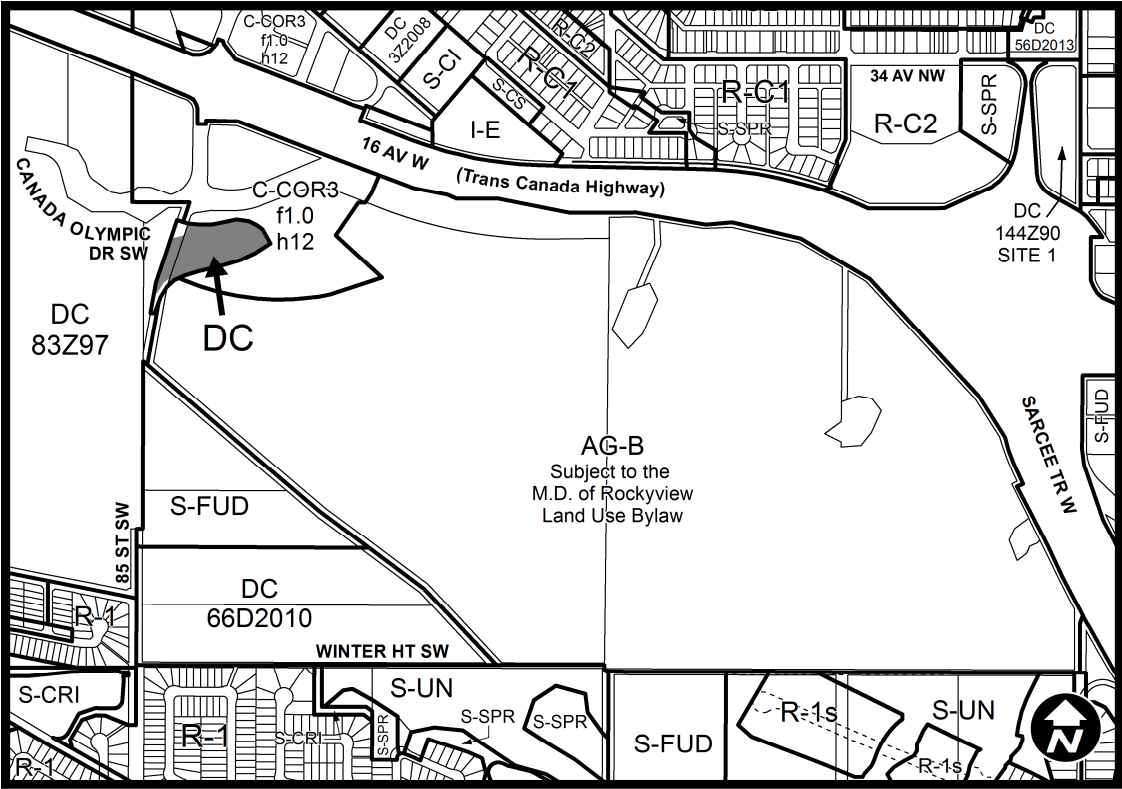 C-COR3
f1.0
h12
DC
3Z2008
S-CI
R-C2
R-C1
S-CS
I-E
R-C1
S-SPR
34 AV NW
R-C2
S-SPR
DC
56D2013
16 AV W
(Trans Canada Highway)
DC
144Z90
SITE 1
CANADA OLYMPIC
DR SW
C-COR3
f1.0
h12
DC
DC
83Z97
AG-B
Subject to the
M.D. of Rockyview
Land Use Bylaw
SARCEE TR W
S-FUD
S-FUD
85 ST SW
DC
66D2010
R-1
WINTER HT SW
S-CRI
R-1
R-1
S-CRI
S-SPR
S-UN
S-SPR
S-SPR
S-FUD
R-1s
S-UN
R-1s
N